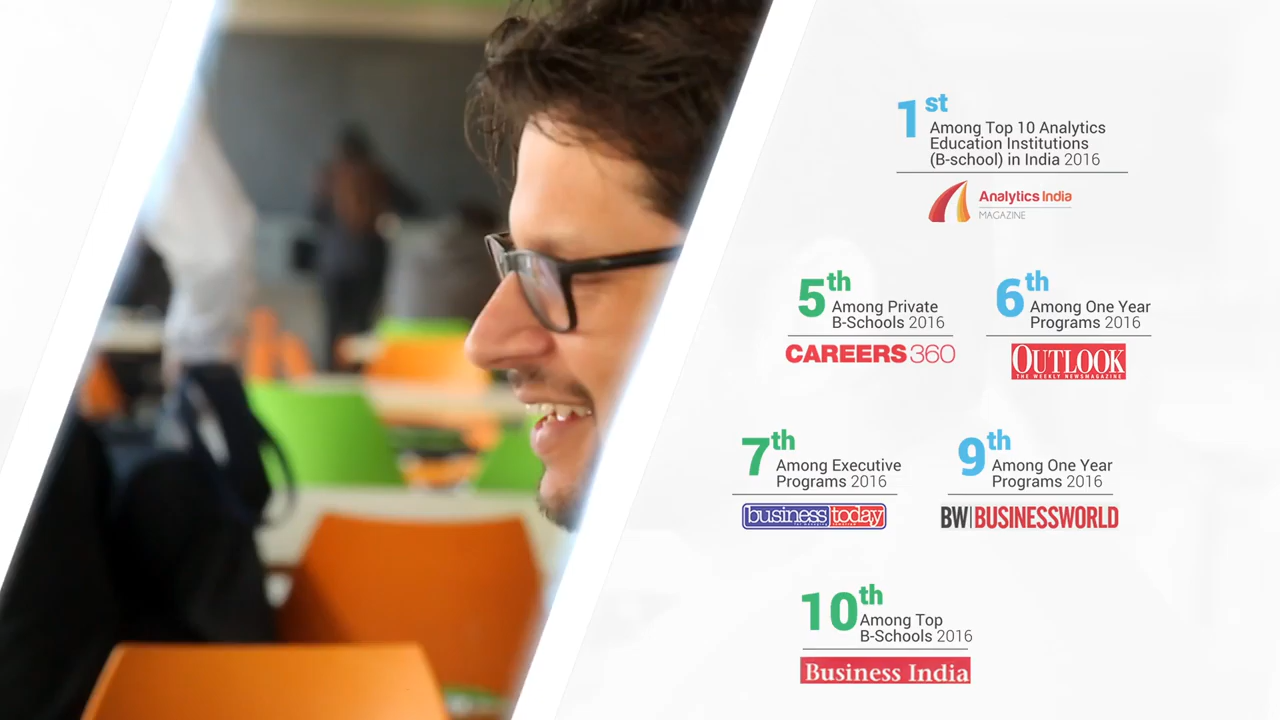 1st
Among Top 10 Analytics
Education Institutions
(B-school) in India 2016
Analytics India
MAGAZINE
5th
Among Private
B-Schools 2016
CAREERS360
6th
Among One Year
Programs 2016
OUTLOOK
THE WEEKLY NEWSMAGAZINE
7th
Among Executive
Programs 2016
business today
9th
Among One Year
Programs 2016
BW|BUSINESSWORLD
10th
Among Top
B-Schools 2016
Business India